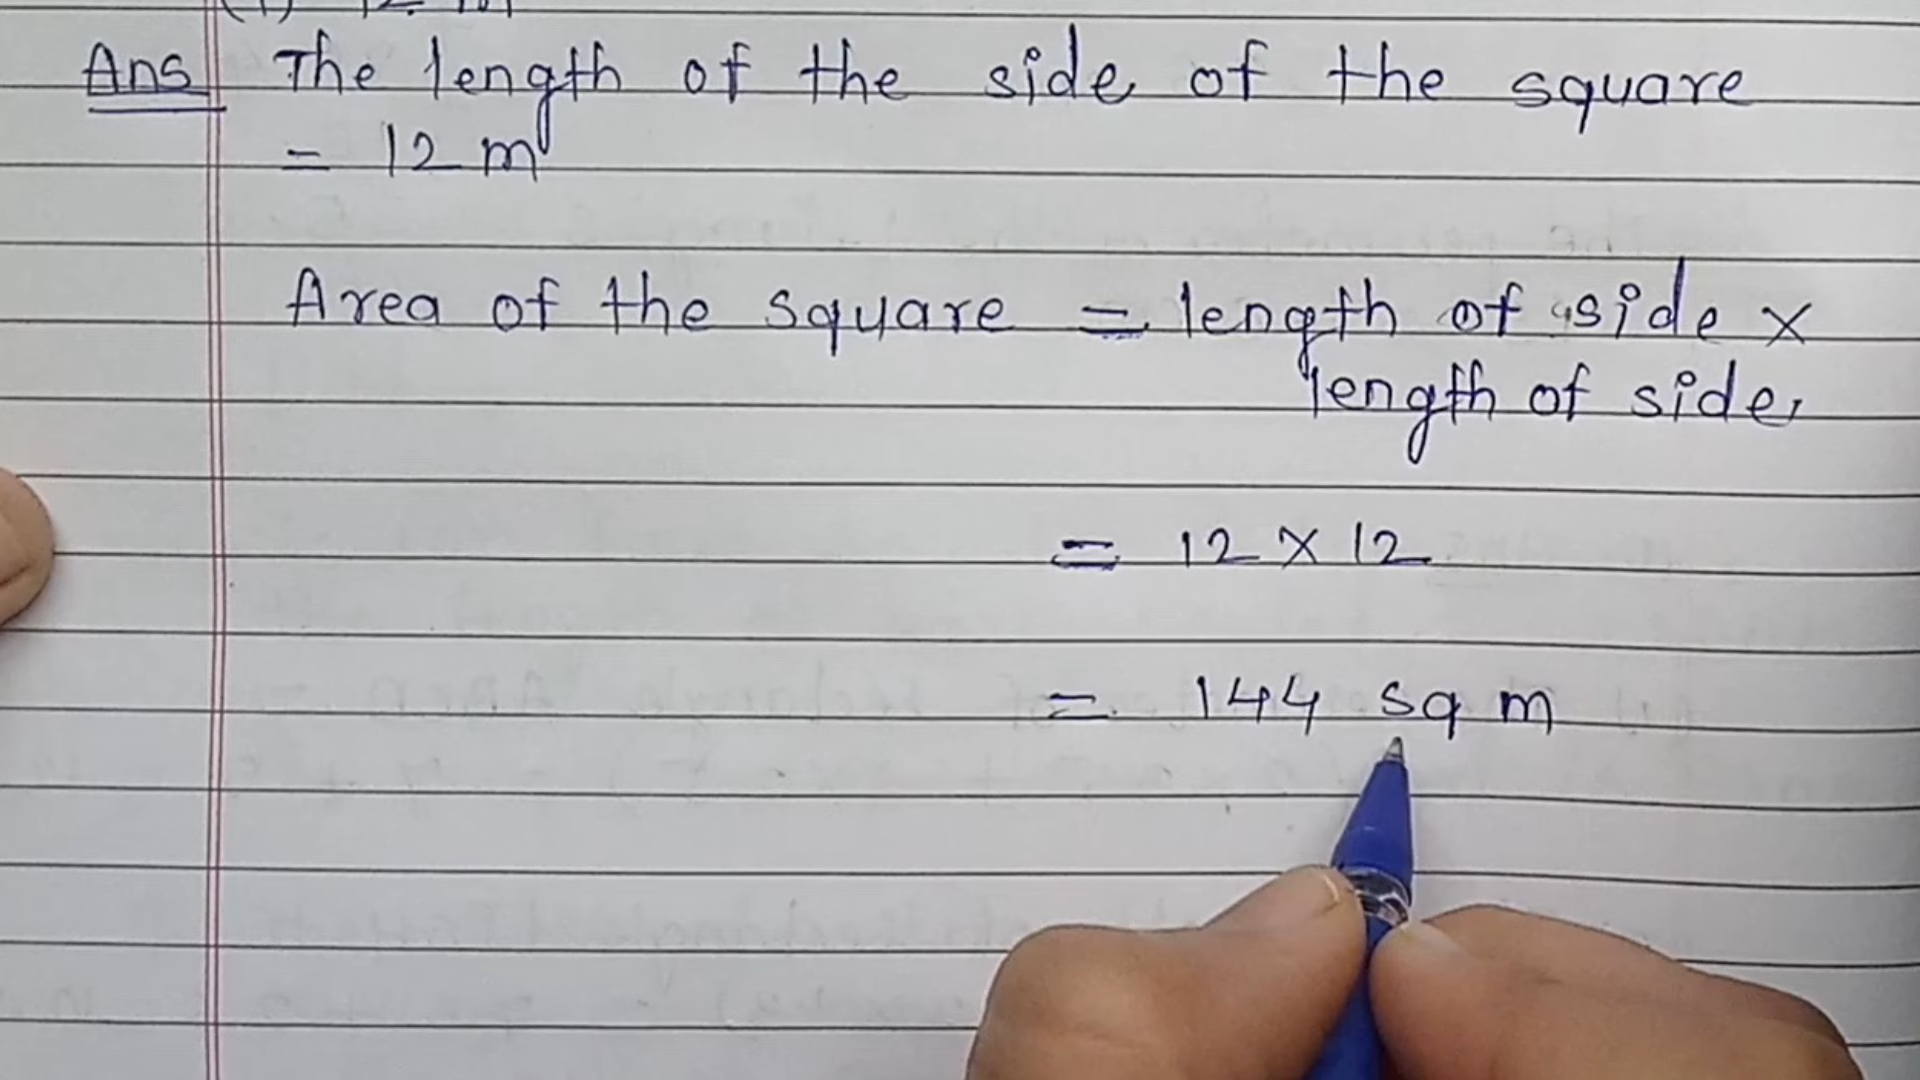 Ans The length of the side of the square
= 12 m
Area of the square = length of side ×
length of side
= 12 × 12
= 144 sq m